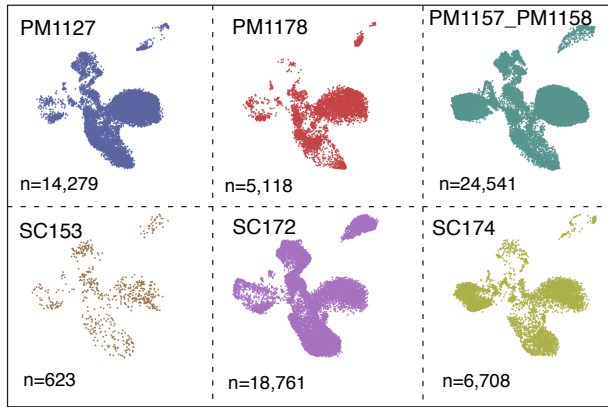 PM1127
PM1178
PM1157_PM1158
n=14,279
n=5,118
n=24,541
SC153
SC172
SC174
n=623
n=18,761
n=6,708